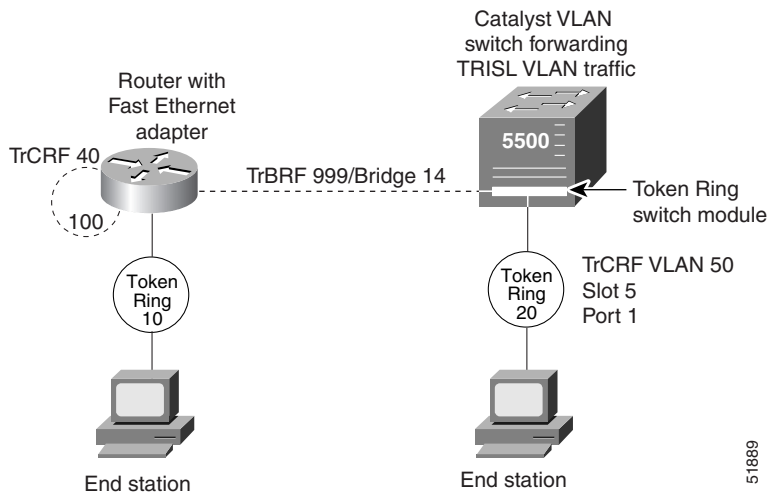 Catalyst VLAN
switch forwarding
TRISL VLAN traffic
Router with
Fast Ethernet
adapter
5500
TrCRF 40
TrBRF 999/Bridge 14
Token Ring
switch module
100
Token
Ring
10
Token
Ring
20
TrCRF VLAN 50
Slot 5
Port 1
End station
End station
51889